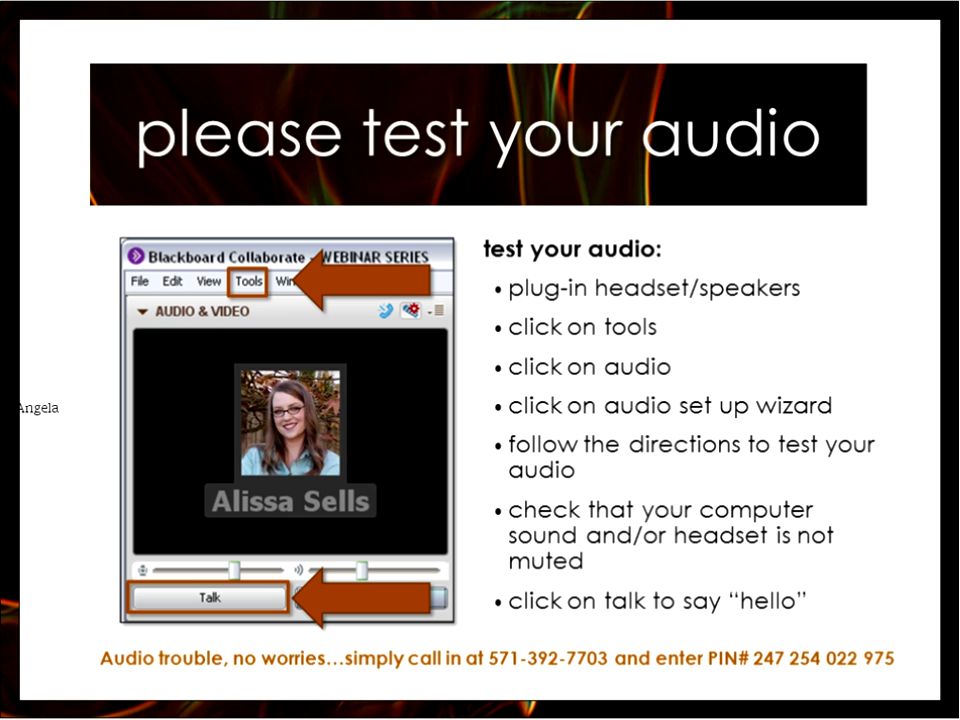 please test your audio
Blackboard Collaborate - WEBINAR SERIES
File Edit View Tools Win
AUDIO & VIDEO
Alissa Sells
Talk
Angela
test your audio:
• plug-in headset/speakers
• click on tools
• click on audio
• click on audio set up wizard
• follow the directions to test your
audio
• check that your computer
sound and/or headset is not
muted
• click on talk to say “hello”
Audio trouble, no worries…simply call in at 571-392-7703 and enter PIN# 247 254 022 975